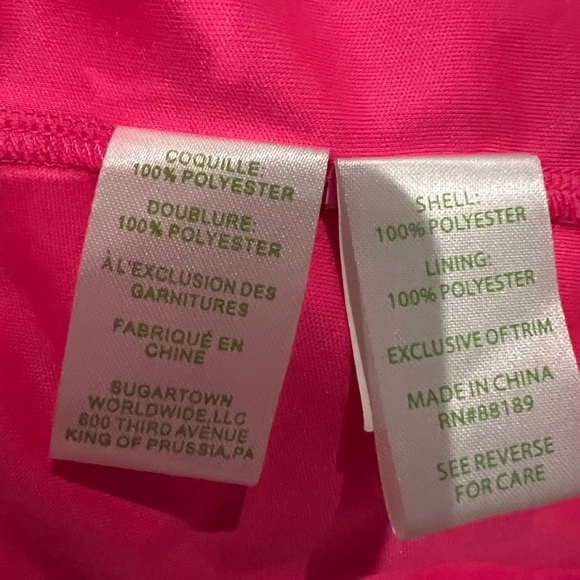 COQUILLE:
100% POLYESTER
DOUBLURE:
100% POLYESTER
À L'EXCLUSION DES
GARNITURES
FABRIQUÉ EN
CHINE
SUGARTOWN
WORLDWIDE, LLC
800 THIRD AVENUE
KING OF PRUSSIA, PA
SHELL:
100% POLYESTER
LINING:
100% POLYESTER
EXCLUSIVE OF TRIM
MADE IN CHINA
RN#88189
SEE REVERSE
FOR CARE